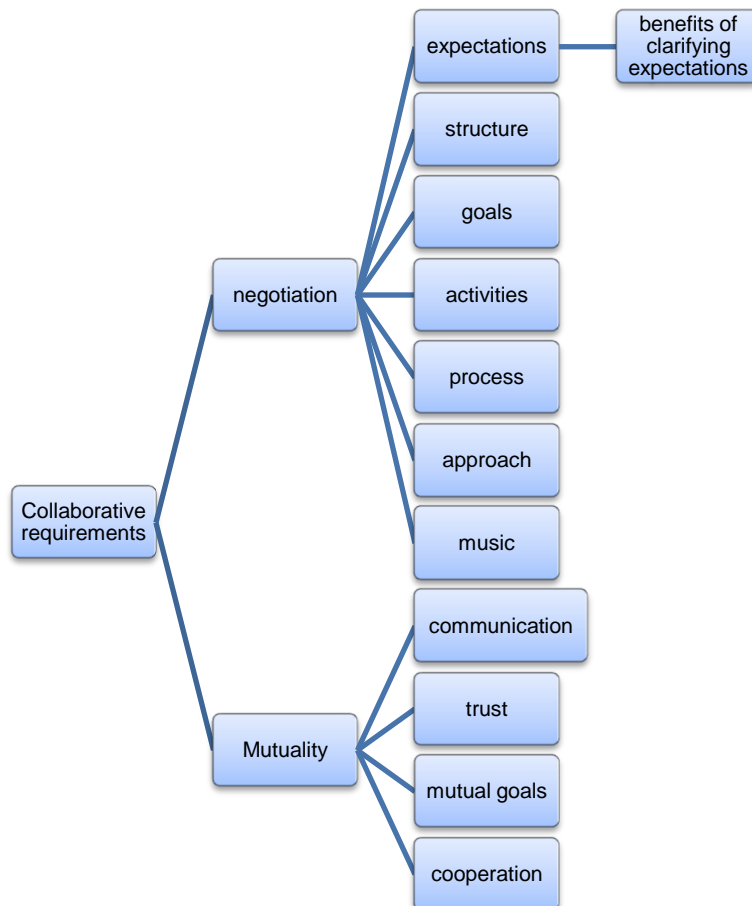 expectations
benefits of
clarifying
expectations
structure
goals
negotiation
activities
process
approach
Collaborative
requirements
music
communication
trust
Mutuality
mutual goals
cooperation